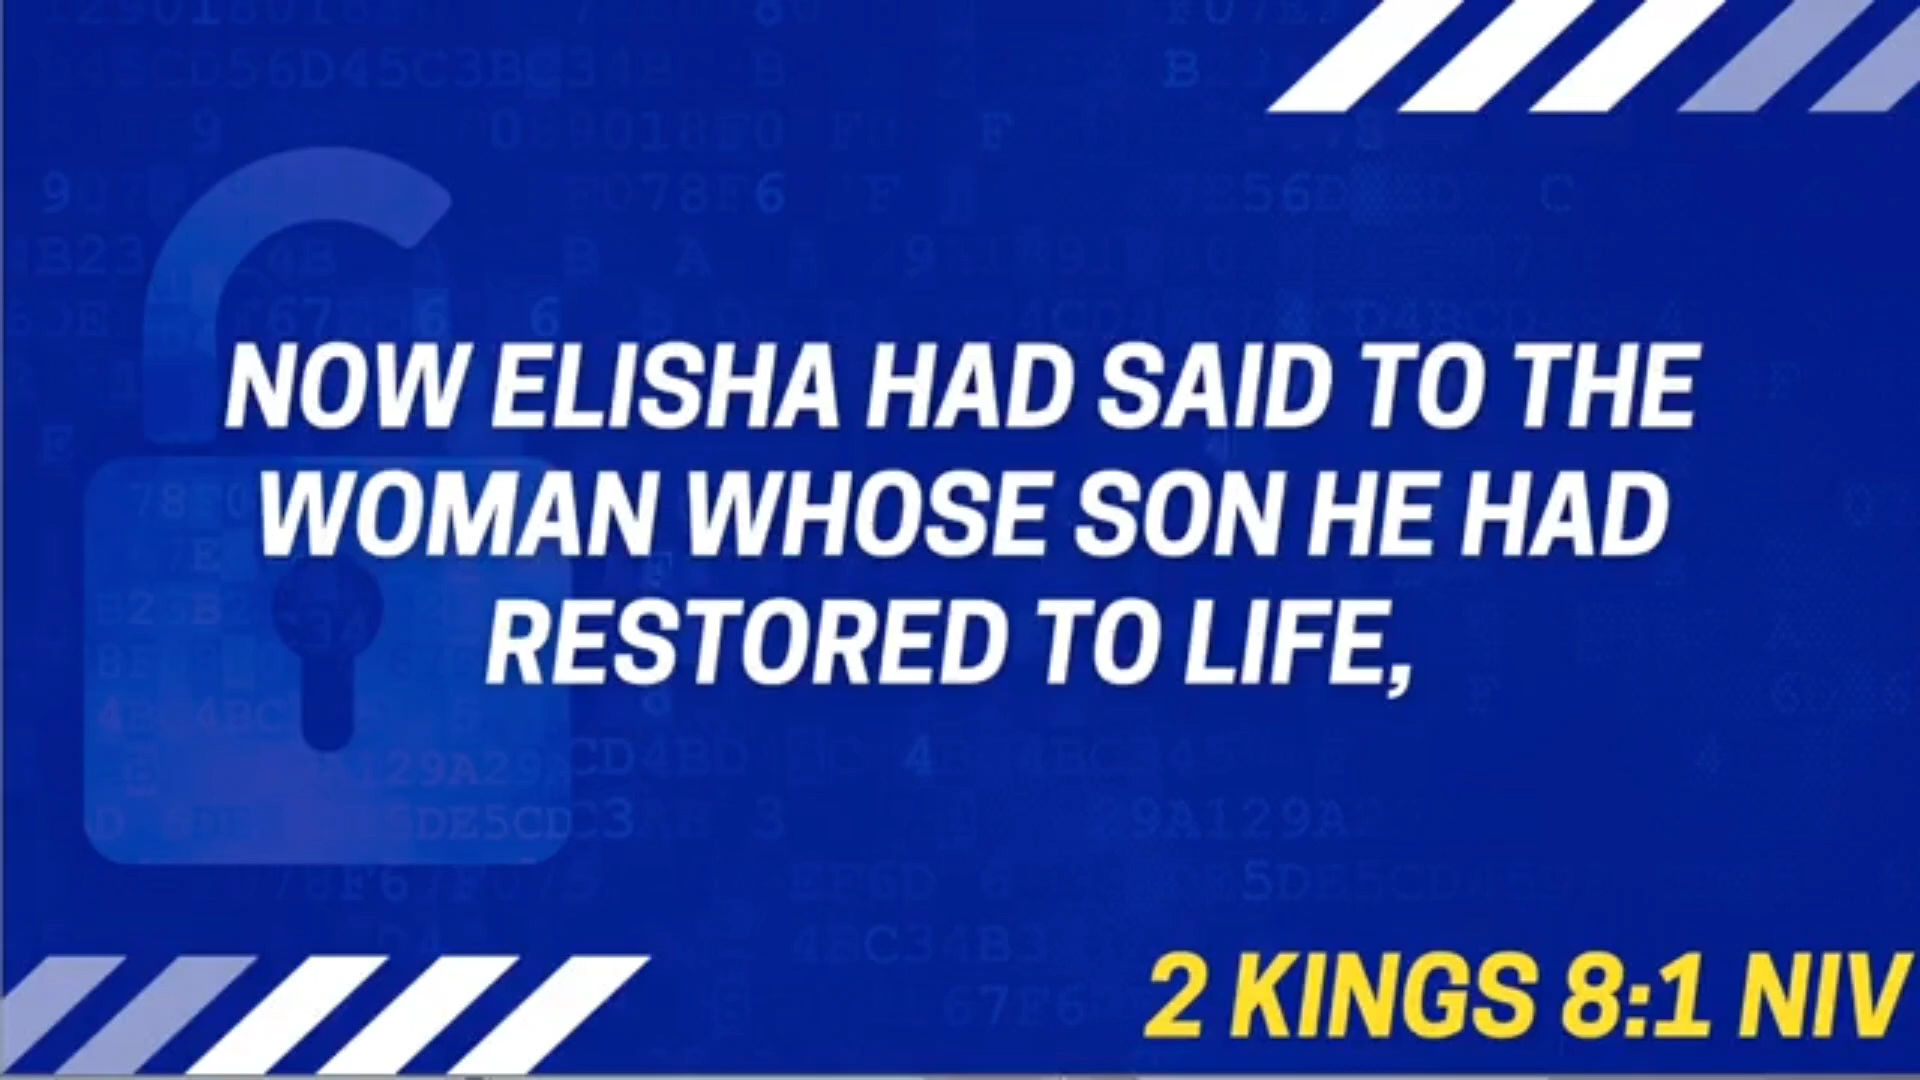 NOW ELISHA HAD SAID TO THE
WOMAN WHOSE SON HE HAD
RESTORED TO LIFE,
2 KINGS 8:1 NIV